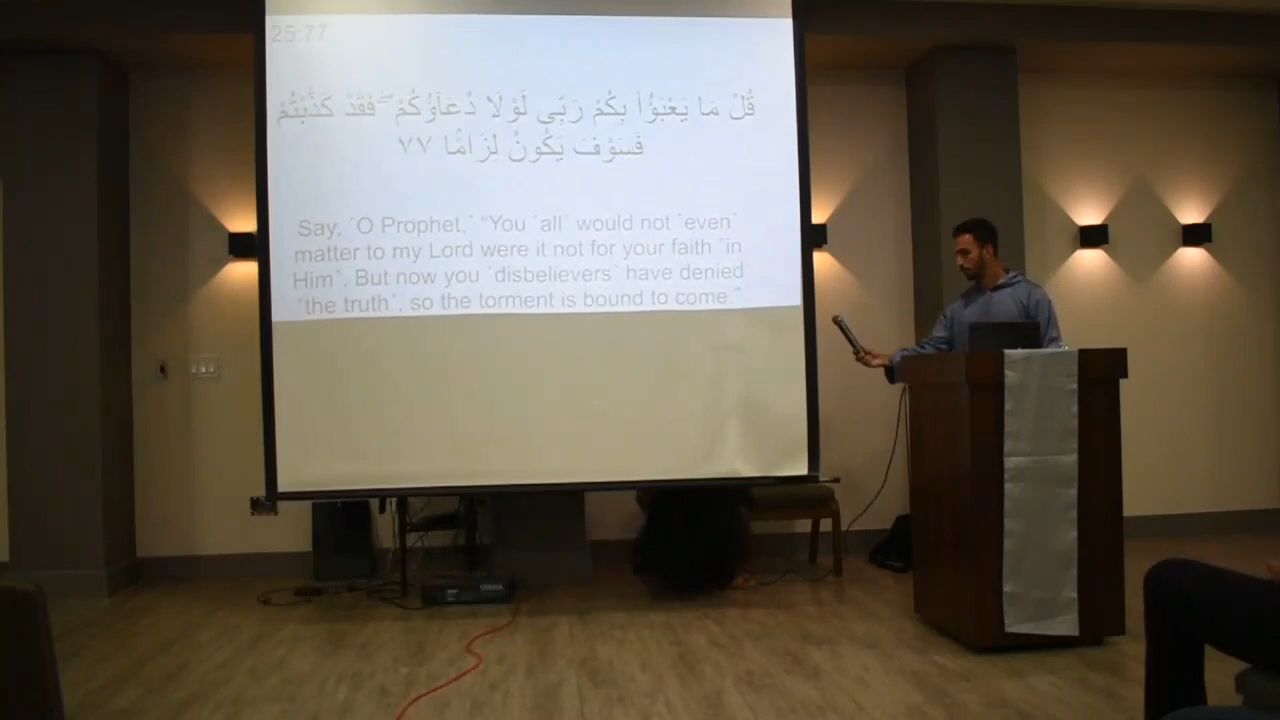 25:77
قُلْ مَا يَعْبَؤُا۟ بِكُمْ رَبِّى لَوْلَا دُعَآؤُكُمْ ۖ فَقَدْ كَذَّبْتُمْ
فَسَوْفَ يَكُونُ لِزَامًۢا ٧٧
Say, ˹O Prophet,˺ “You ˹all˺ would not ˹even˺
matter to my Lord were it not for your faith ˹in
Him˺. But now you ˹disbelievers˺ have denied
˹the truth˺, so the torment is bound to come.”